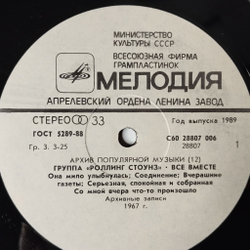 МИНИСТЕРСТВО
КУЛЬТУРЫ СССР
ВСЕСОЮЗНАЯ ФИРМА
ГРАМПЛАСТИНОК
МЕЛОДИЯ
АПРЕЛЕВСКИЙ ОРДЕНА ЛЕНИНА ЗАВОД
СТЕРЕО 33
Год выпуска 1989
ГОСТ 5289-88
С60 28807 006
Гр. 3. 3-25
28807
1
АРХИВ ПОПУЛЯРНОЙ МУЗЫКИ (12)
ГРУППА «РОЛЛИНГ СТОУНЗ» - ВСЕ ВМЕСТЕ
Она мило улыбнулась; Соединение; Вчерашние
газеты; Серьезная, спокойная и собранная
Со мной вчера что-то произошло
Архивные записи
1967 г.